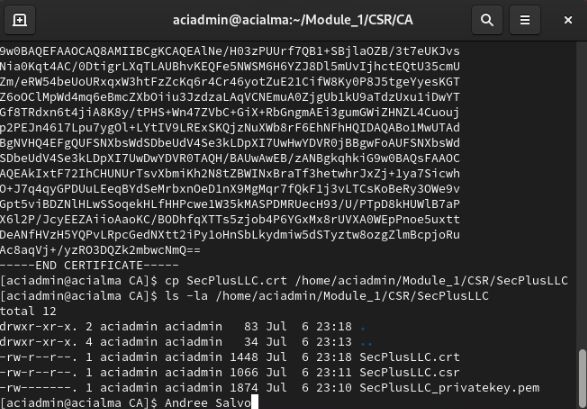 aciadmin@acialma:~/Module_1/CSR/CA
9w0BAQEFAAOCAQ8AMIIBCgKCAQEAlNe/H03zPUUrf7QB1+SBjlaOZB/3t7eUKJvs
Nia0Kqt4AC/0DtigrLXqTLAUBhvKEQFe5NWSM6H6YZJ8Dl5mUvIjhctEQtU35cmU
Zm/eRW54beUoURxqxW3htFzZcKq6r4Cr46yotZuE21CifW8Ky0P8J5tgeYyesKGT
Z6oOClMpWd4mq6eBmcZXbOiiu3JzdzaLAqVCNEmuA0ZjgUb1kU9aTdzUxu1iDwYT
Gf8TRdxn6t4jiA8K8y/tPHS+Wn47ZVbC+GiX+RbGngmAEi3gumGWiZHNZL4Cuouj
p2PEJn4617Lpu7ygOl+LYtIV9LRExSKQjzNuXWb8rF6EhNFhHQIDAQABo1MwUTAd
BgNVHQ4EFgQUFSNXbsWdSDbeUdV4Se3kLDpXI7UwHwYDVR0jBBgwFoAUFSNXbsWd
SDbeUdV4Se3kLDpXI7UwDwYDVR0TAQH/BAUwAwEB/zANBgkqhkiG9w0BAQsFAAOC
AQEAkIxtF72IhCHUNUrTsvXbmiKh2N8tZBWINxBraTf3hetwhrJxZj+1ya7Sicwh
O+J7q4qyGPDUuLEeqBYdSeMrbxnOeD1nX9MgMqr7fQkF1j3vLTCsKoBeRy3OWe9v
Gpt5viBDZNlHLwSSoqekHLfHHPcwe1W35kMASPDMRUecH93/U/PTpD8kHUWlB7aP
X6l2P/JcyEEZAiioAaoKC/BODhfqXTTs5zjob4P6YGxMx8rUVXA0WEpPnoe5uxtt
DeANfHVzH5YQPvLRpcGedNXtt2iPy1oHnSbLkydmiw5dSTyztw8ozgZlmBcpjoRu
Ac8aqVj+/yzRO3DQZk2mbwcNmQ==
-----END CERTIFICATE-----
[aciadmin@acialma CA]$ cp SecPlusLLC.crt /home/aciadmin/Module_1/CSR/SecPlusLLC
[aciadmin@acialma CA]$ ls -la /home/aciadmin/Module_1/CSR/SecPlusLLC
total 12
drwxr-xr-x. 2 aciadmin aciadmin   83 Jul  6 23:18 .
drwxr-xr-x. 4 aciadmin aciadmin   34 Jul  6 23:13 ..
-rw-r--r--. 1 aciadmin aciadmin 1448 Jul  6 23:18 SecPlusLLC.crt
-rw-r--r--. 1 aciadmin aciadmin 1066 Jul  6 23:11 SecPlusLLC.csr
-rw-------. 1 aciadmin aciadmin 1874 Jul  6 23:10 SecPlusLLC_privatekey.pem
[aciadmin@acialma CA]$ Andree Salvo